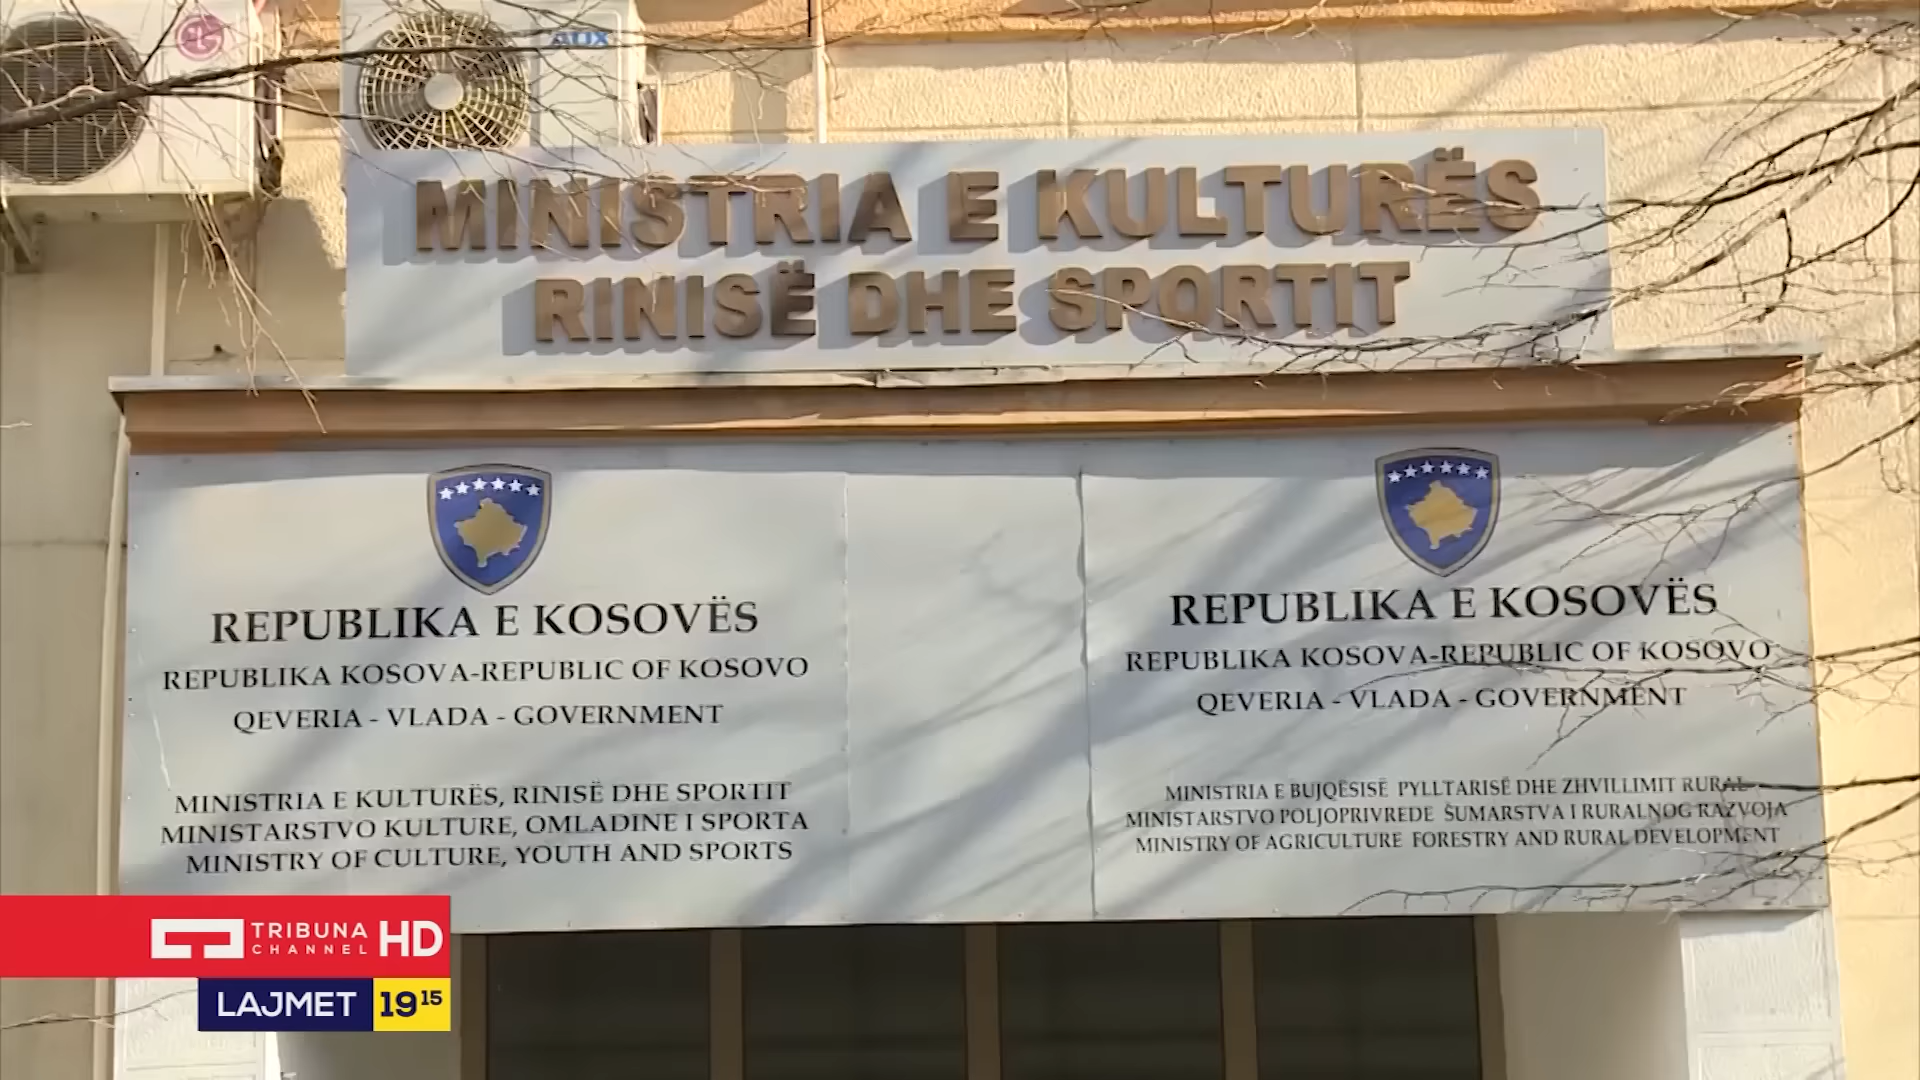 AUX
MINISTRIA E KULTURËS
RINISË DHE SPORTIT
REPUBLIKA E KOSOVËS
REPUBLIKA KOSOVA-REPUBLIC OF KOSOVO
QEVERIA - VLADA - GOVERNMENT
MINISTRIA E KULTURËS, RINISË DHE SPORTIT
MINISTARSTVO KULTURE, OMLADINE I SPORTA
MINISTRY OF CULTURE, YOUTH AND SPORTS
REPUBLIKA E KOSOVËS
REPUBLIKA KOSOVA-REPUBLIC OF KOSOVO
QEVERIA - VLADA - GOVERNMENT
MINISTRIA E BUJQËSISË PYLLTARISË DHE ZHVILLIMIT RURAL
MINISTARSTVO POLJOPRIVREDE ŠUMARSTVA I RURALNOG RAZVOJA
MINISTRY OF AGRICULTURE FORESTRY AND RURAL DEVELOPMENT
TRIBUNA
CHANNEL
HD
LAJMET 19 15